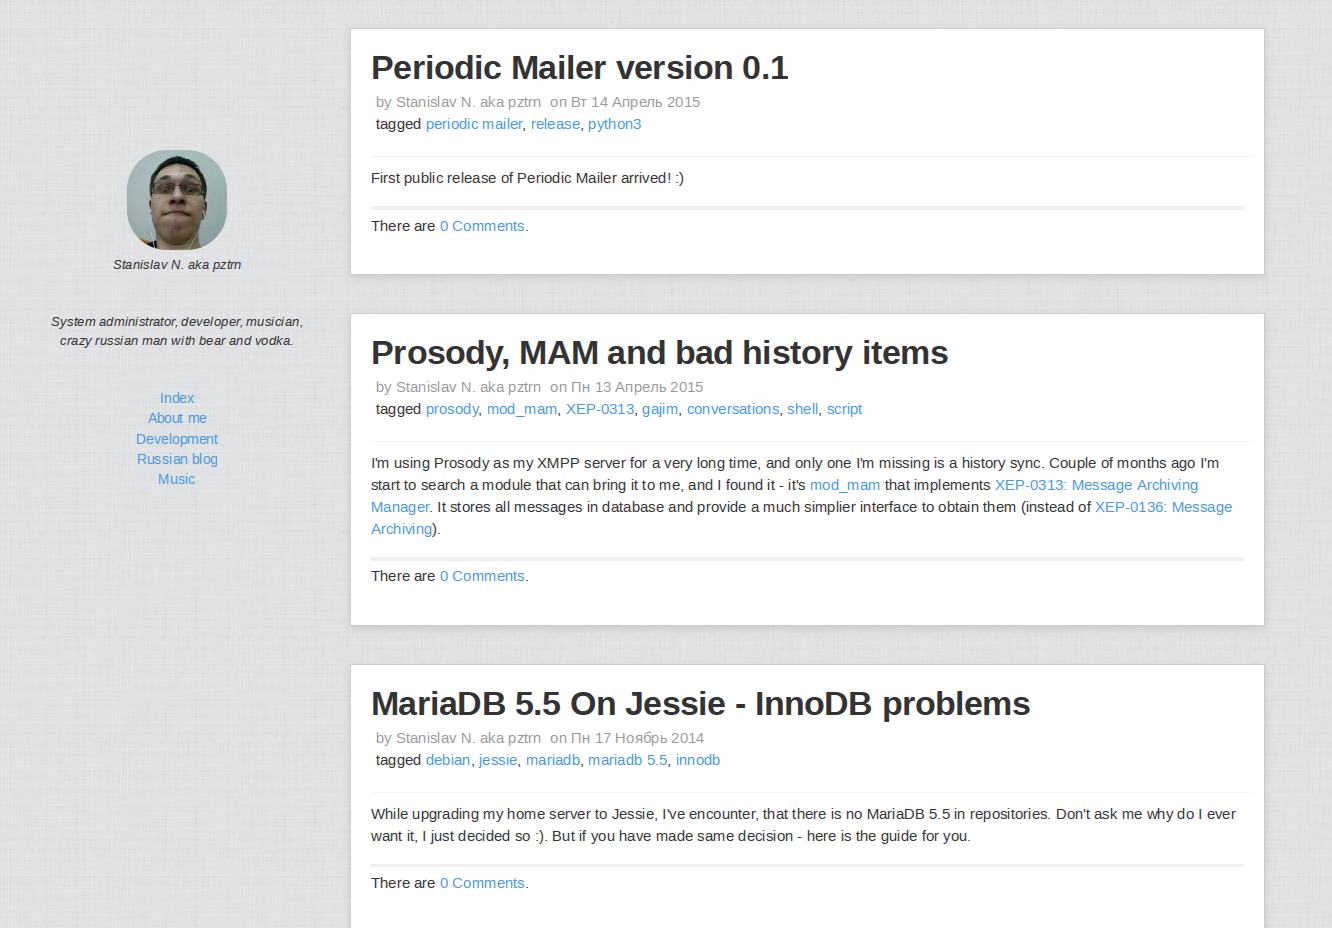 Stanislav N. aka pztrn
System administrator, developer, musician,
crazy russian man with bear and vodka.
Index
About me
Development
Russian blog
Music
Periodic Mailer version 0.1
by Stanislav N. aka pztrn on Вт 14 Апрель 2015
tagged periodic mailer, release, python3
First public release of Periodic Mailer arrived! :)
There are 0 Comments.
Prosody, MAM and bad history items
by Stanislav N. aka pztrn on Пн 13 Апрель 2015
tagged prosody, mod_mam, XEP-0313, gajim, conversations, shell, script
I'm using Prosody as my XMPP server for a very long time, and only one I'm missing is a history sync. Couple of months ago I'm
start to search a module that can bring it to me, and I found it - it's mod_mam that implements XEP-0313: Message Archiving
Manager. It stores all messages in database and provide a much simplier interface to obtain them (instead of XEP-0136: Message
Archiving).
There are 0 Comments.
MariaDB 5.5 On Jessie - InnoDB problems
by Stanislav N. aka pztrn on Пн 17 Ноябрь 2014
tagged debian, jessie, mariadb, mariadb 5.5, innodb
While upgrading my home server to Jessie, I've encounter, that there is no MariaDB 5.5 in repositories. Don't ask me why do I ever
want it, I just decided so :). But if you have made same decision - here is the guide for you.
There are 0 Comments.